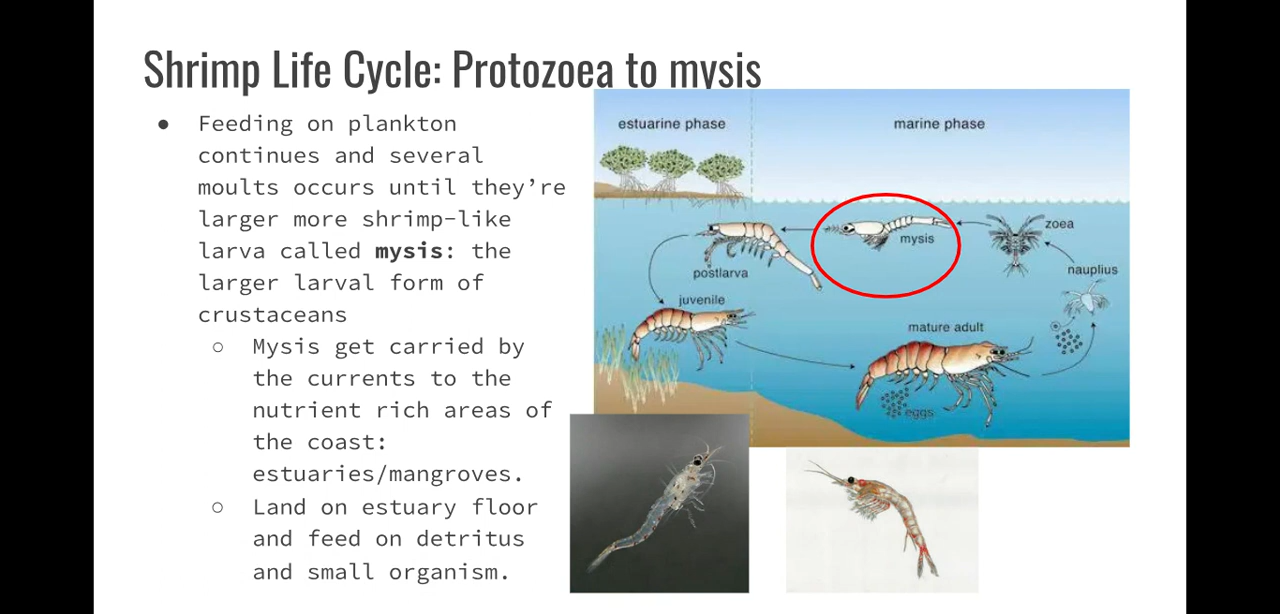 Shrimp Life Cycle: Protozoea to mysis
● Feeding on plankton
continues and several
moults occurs until they're
larger more shrimp-like
larva called mysis: the
larger larval form of
crustaceans
○ Mysis get carried by
the currents to the
nutrient rich areas of
the coast:
estuaries/mangroves.
○ Land on estuary floor
and feed on detritus
and small organism.
estuarine phase
marine phase
zoea
mysis
nauplius
postlarva
juvenile
mature adult
eggs